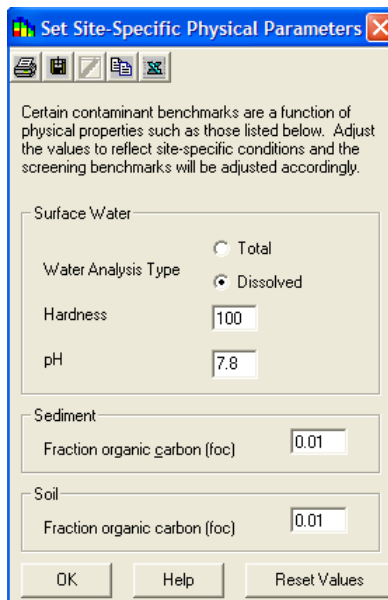 Set Site-Specific Physical Parameters
Certain contaminant benchmarks are a function of
physical properties such as those listed below. Adjust
the values to reflect site-specific conditions and the
screening benchmarks will be adjusted accordingly.
Surface Water
Water Analysis Type
Total
Dissolved
Hardness
100
pH
7.8
Sediment
Fraction organic carbon (foc)
0.01
Soil
Fraction organic carbon (foc)
0.01
OK
Help
Reset Values